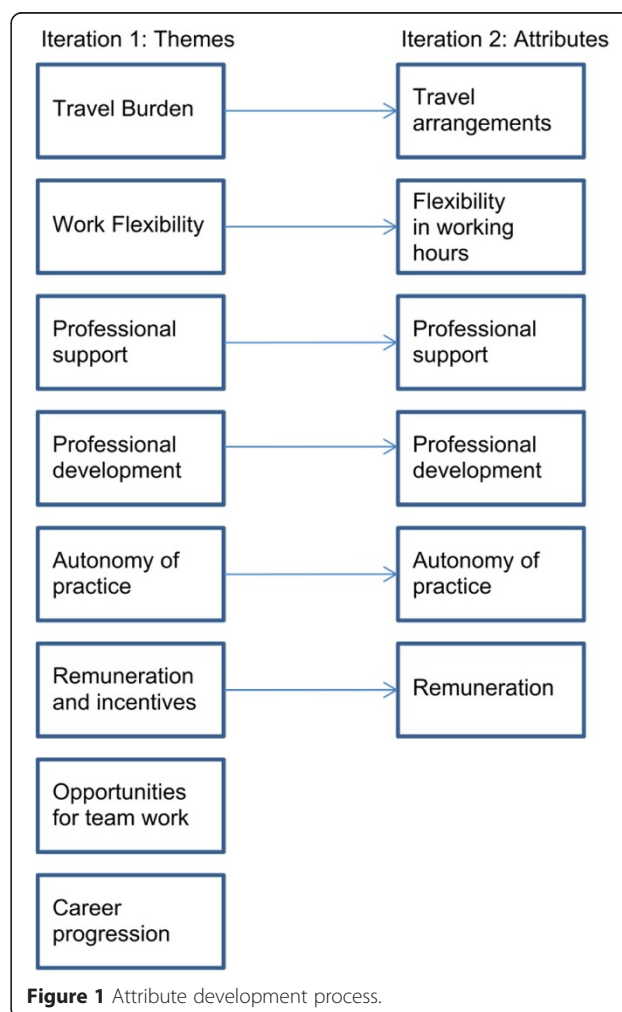 Iteration 1: Themes
Iteration 2: Attributes
Travel Burden
Travel
arrangements
Work Flexibility
Flexibility
in working
hours
Professional
support
Professional
support
Professional
development
Professional
development
Autonomy of
practice
Autonomy of
practice
Remuneration
and incentives
Remuneration
Opportunities
for team work
Career
progression
Figure 1 Attribute development process.